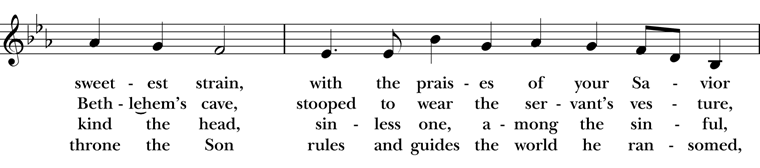 sweet - est strain, with the prais - es of your Sa - vior
Beth - lehem's cave, stooped to wear the ser - vant's ves - ture,
kind the head, sin - less one, a - mong the sin - ful,
throne the Son rules and guides the world he ran - somed,